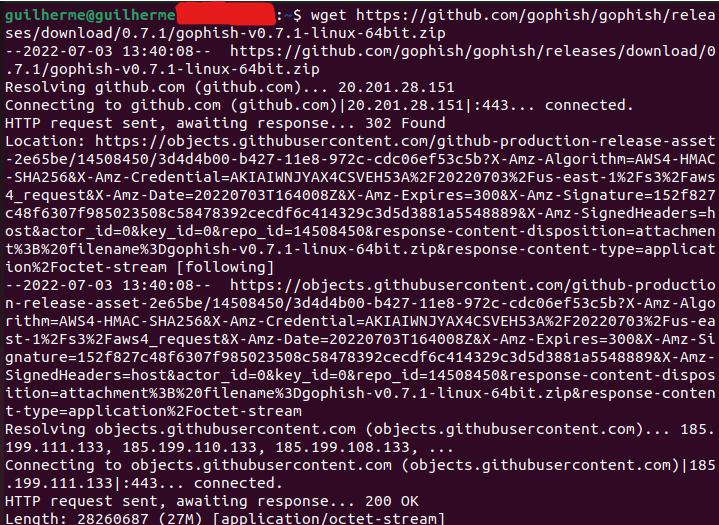 guilherme@guilherme:~$ wget https://github.com/gophish/gophish/relea
ses/download/0.7.1/gophish-v0.7.1-linux-64bit.zip
--2022-07-03 13:40:08--  https://github.com/gophish/gophish/releases/download/0
.7.1/gophish-v0.7.1-linux-64bit.zip
Resolving github.com (github.com)... 20.201.28.151
Connecting to github.com (github.com)|20.201.28.151|:443... connected.
HTTP request sent, awaiting response... 302 Found
Location: https://objects.githubusercontent.com/github-production-release-asset
-2e65be/14508450/3d4d4b00-b427-11e8-972c-cdc06ef53c5b?X-Amz-Algorithm=AWS4-HMAC
-SHA256&X-Amz-Credential=AKIAIWNJYAX4CSVEH53A%2F20220703%2Fus-east-1%2Fs3%2Faws
4_request&X-Amz-Date=20220703T164008Z&X-Amz-Expires=300&X-Amz-Signature=152f827
c48f6307f985023508c58478392cecdf6c414329c3d5d3881a5548889&X-Amz-SignedHeaders=h
ost&actor_id=0&key_id=0&repo_id=14508450&response-content-disposition=attachmen
t%3B%20filename%3Dgophish-v0.7.1-linux-64bit.zip&response-content-type=applicat
ion%2Foctet-stream [following]
--2022-07-03 13:40:08--  https://objects.githubusercontent.com/github-productio
n-release-asset-2e65be/14508450/3d4d4b00-b427-11e8-972c-cdc06ef53c5b?X-Amz-Algo
rithm=AWS4-HMAC-SHA256&X-Amz-Credential=AKIAIWNJYAX4CSVEH53A%2F20220703%2Fus-ea
st-1%2Fs3%2Faws4_request&X-Amz-Date=20220703T164008Z&X-Amz-Expires=300&X-Amz-Si
gnature=152f827c48f6307f985023508c58478392cecdf6c414329c3d5d3881a5548889&X-Amz-
SignedHeaders=host&actor_id=0&key_id=0&repo_id=14508450&response-content-dispos
ition=attachment%3B%20filename%3Dgophish-v0.7.1-linux-64bit.zip&response-conten
t-type=application%2Foctet-stream
Resolving objects.githubusercontent.com (objects.githubusercontent.com)... 185.
199.111.133, 185.199.110.133, 185.199.108.133, ...
Connecting to objects.githubusercontent.com (objects.githubusercontent.com)|185
.199.111.133|:443... connected.
HTTP request sent, awaiting response... 200 OK
Length: 28260687 (27M) [application/octet-stream]